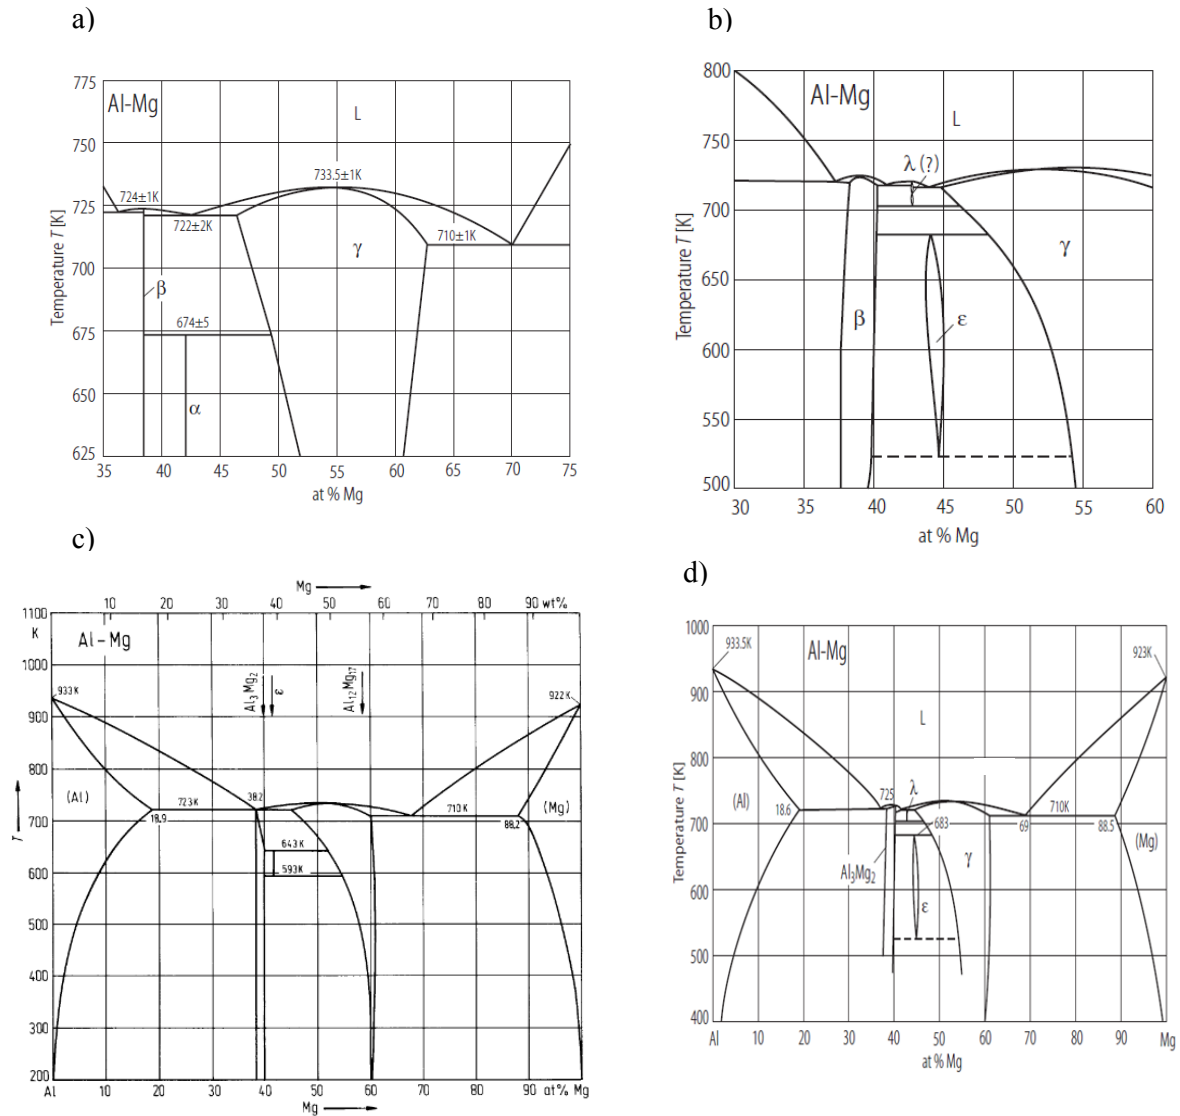 a)
775
750
725
700
675
650
625
Temperature T [K]
Al-Mg
L
733.5±1K
724±1K
722±2K
710±1K
γ
β
674±5
α
35 40 45 50 55 60 65 70 75
at % Mg
b)
800
750
700
650
600
550
500
Temperature T [K]
Al-Mg
L
λ (?)
γ
β
ε
30 35 40 45 50 55 60
at % Mg
c)
Mg
10 20 30 40 50 60 70 80 90 wt%
1100
K
1000
900
800
700
600
500
400
300
200
T
Al-Mg
933 K
Al3Mg2
ε
Al12Mg17
922 K
(Al)
723K
38.2
710 K
(Mg)
18.9
88.2
643K
593K
Al 10 20 30 40 50 60 70 80 90 at% Mg
Mg
d)
1000
900
800
700
600
500
400
Temperature T [K]
933.5K
Al-Mg
923K
L
(Al)
18.6
725
λ
710K
683
69
88.5
(Mg)
Al3Mg2
γ
ε
Al 10 20 30 40 50 60 70 80 90 Mg
at % Mg